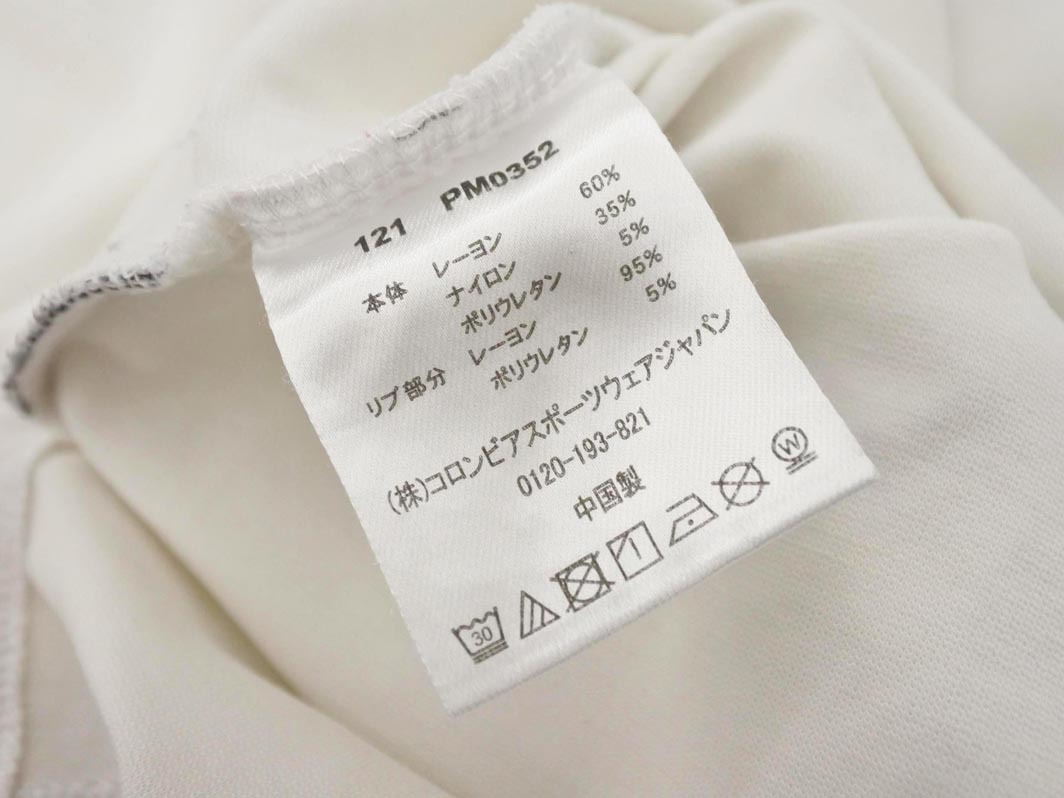 121 PM0352
本体 レーヨン 60%
ナイロン 35%
ポリウレタン 5%
リブ部分 レーヨン 95%
ポリウレタン 5%
(株)コロンビアスポーツウェアジャパン
0120-193-821
中国製
30 W